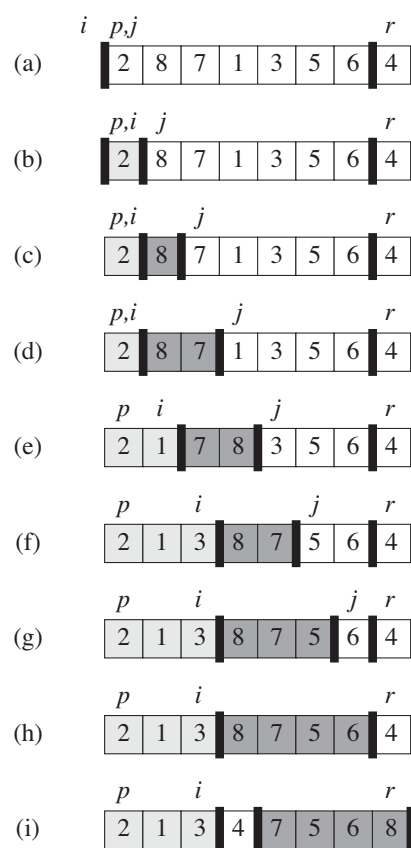 i p,j r
(a) 2 8 7 1 3 5 6 4
p,i j r
(b) 2 8 7 1 3 5 6 4
p,i j r
(c) 2 8 7 1 3 5 6 4
p,i j r
(d) 2 8 7 1 3 5 6 4
p i j r
(e) 2 1 7 8 3 5 6 4
p i j r
(f) 2 1 3 8 7 5 6 4
p i j r
(g) 2 1 3 8 7 5 6 4
p i r
(h) 2 1 3 8 7 5 6 4
p i r
(i) 2 1 3 4 7 5 6 8